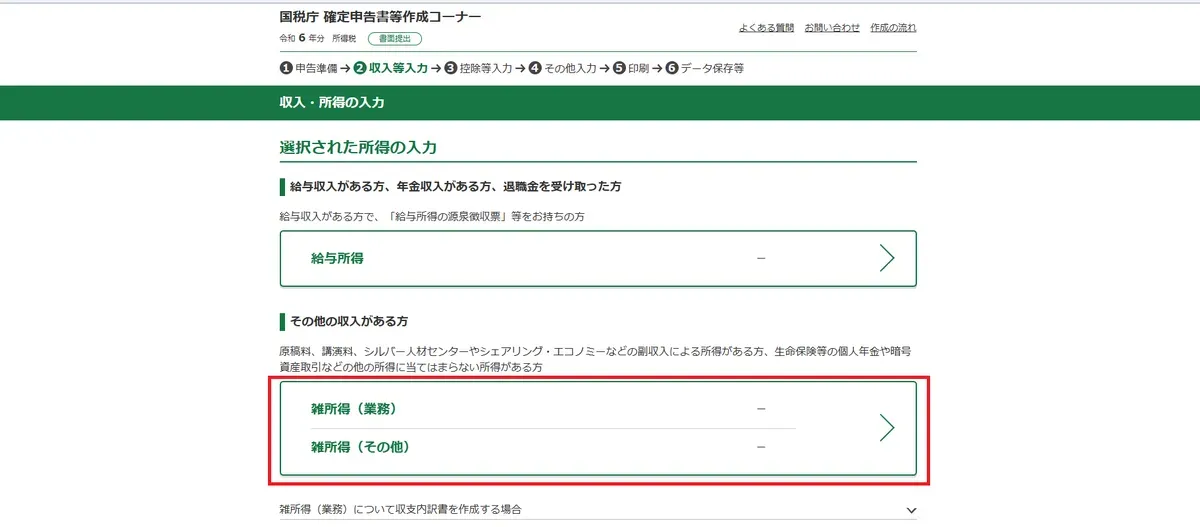 国税庁 確定申告書等作成コーナー
よくある質問 お問い合わせ 作成の流れ
令和 6 年分 所得税 書面提出
1 申告準備 → 2 収入等入力 → 3 控除等入力 → 4 その他入力 → 5 印刷 → 6 データ保存等
収入・所得の入力
選択された所得の入力
給与収入がある方、年金収入がある方、退職金を受け取った方
給与収入がある方で、「給与所得の源泉徴収票」等をお持ちの方
給与所得 －
その他の収入がある方
原稿料、講演料、シルバー人材センターやシェアリング・エコノミーなどの副収入による所得がある方、生命保険等の個人年金や暗号
資産取引などの他の所得に当てはまらない所得がある方
雑所得（業務） －
雑所得（その他） －
雑所得（業務）について収支内訳書を作成する場合